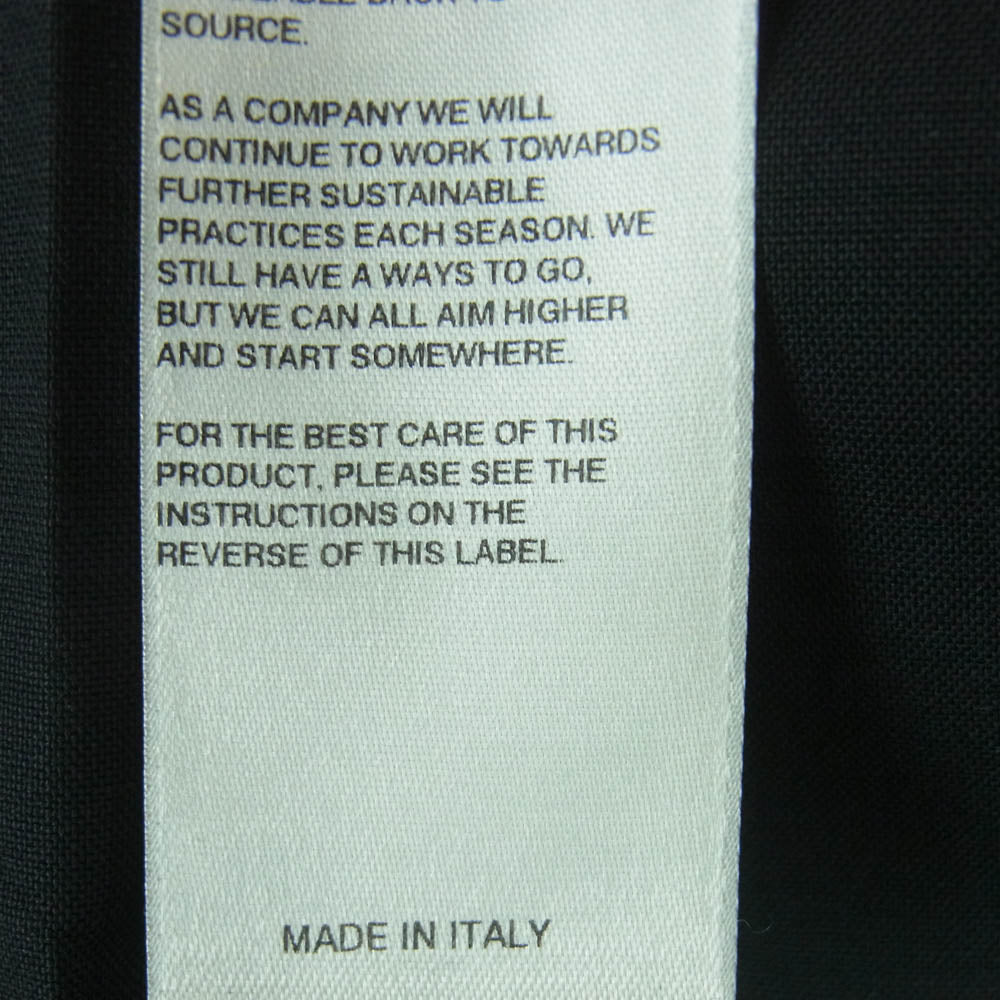 BACK TO
SOURCE.
AS A COMPANY WE WILL
CONTINUE TO WORK TOWARDS
FURTHER SUSTAINABLE
PRACTICES EACH SEASON. WE
STILL HAVE A WAYS TO GO,
BUT WE CAN ALL AIM HIGHER
AND START SOMEWHERE.
FOR THE BEST CARE OF THIS
PRODUCT, PLEASE SEE THE
INSTRUCTIONS ON THE
REVERSE OF THIS LABEL.
MADE IN ITALY